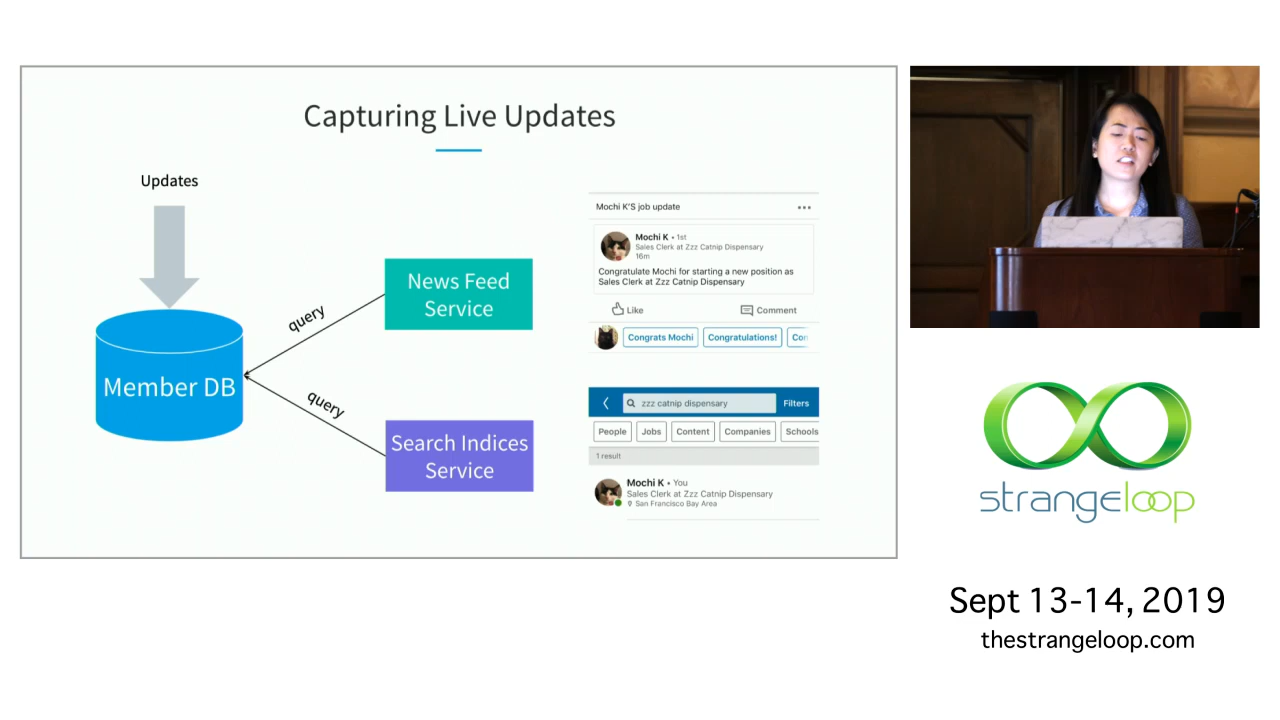 Capturing Live Updates
Updates
Member DB
query
query
News Feed
Service
Search Indices
Service
Mochi K'S job update
Mochi K • 1st
Sales Clerk at Zzz Catnip Dispensary
16m
Congratulate Mochi for starting a new position as
Sales Clerk at Zzz Catnip Dispensary
Like
Comment
Congrats Mochi
Congratulations!
Con
zzz catnip dispensary
Filters
People
Jobs
Content
Companies
Schools
1 result
Mochi K • You
Sales Clerk at Zzz Catnip Dispensary
San Francisco Bay Area
strangeloop
Sept 13-14, 2019
thestrangeloop.com